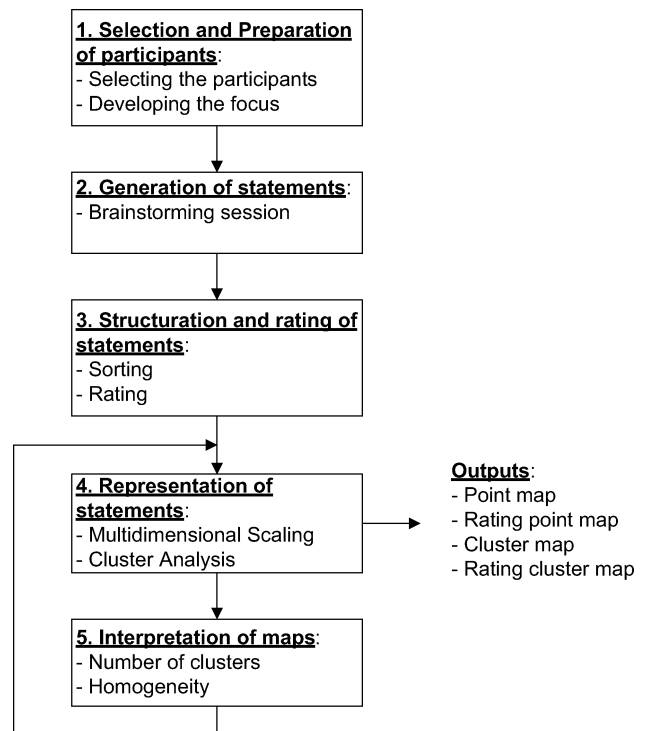 1. Selection and Preparation
of participants:
- Selecting the participants
- Developing the focus
2. Generation of statements:
- Brainstorming session
3. Structuration and rating of
statements:
- Sorting
- Rating
4. Representation of
statements:
- Multidimensional Scaling
- Cluster Analysis
Outputs:
- Point map
- Rating point map
- Cluster map
- Rating cluster map
5. Interpretation of maps:
- Number of clusters
- Homogeneity